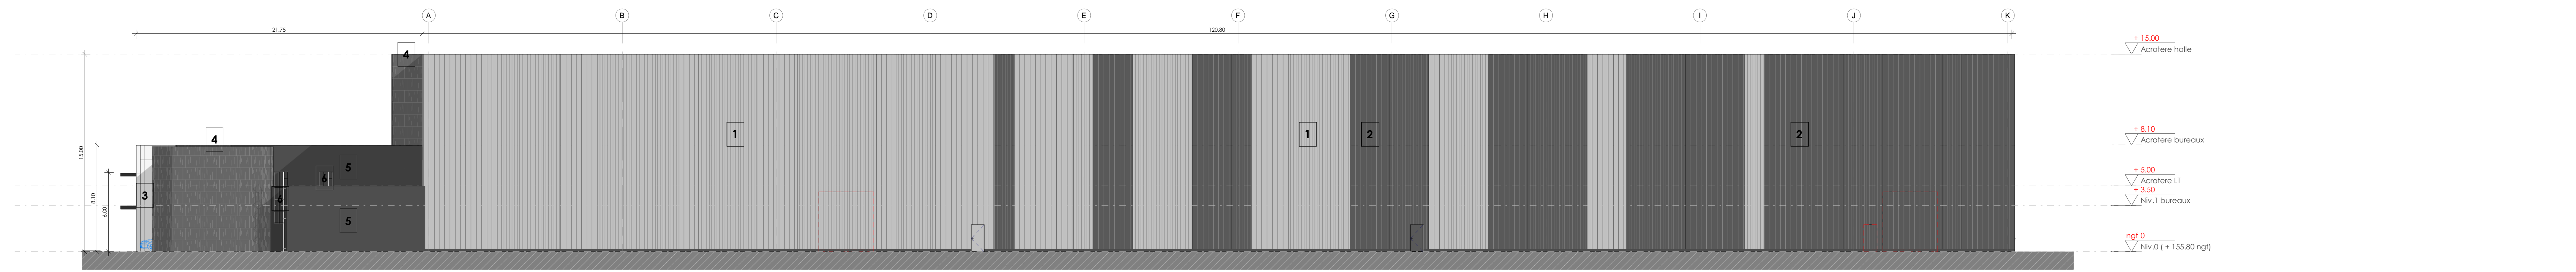 A B C D E F G H I J K
21.75
120.80
+ 15.00
Acrotere halle
4
15.00
1 1 2 2
+ 8.10
Acrotere bureaux
4
5
6
8.10
6.00
3
6
5
+ 5.00
Acrotere LT
+ 3.50
Niv.1 bureaux
ngf 0
Niv.0 ( + 155.80 ngf)